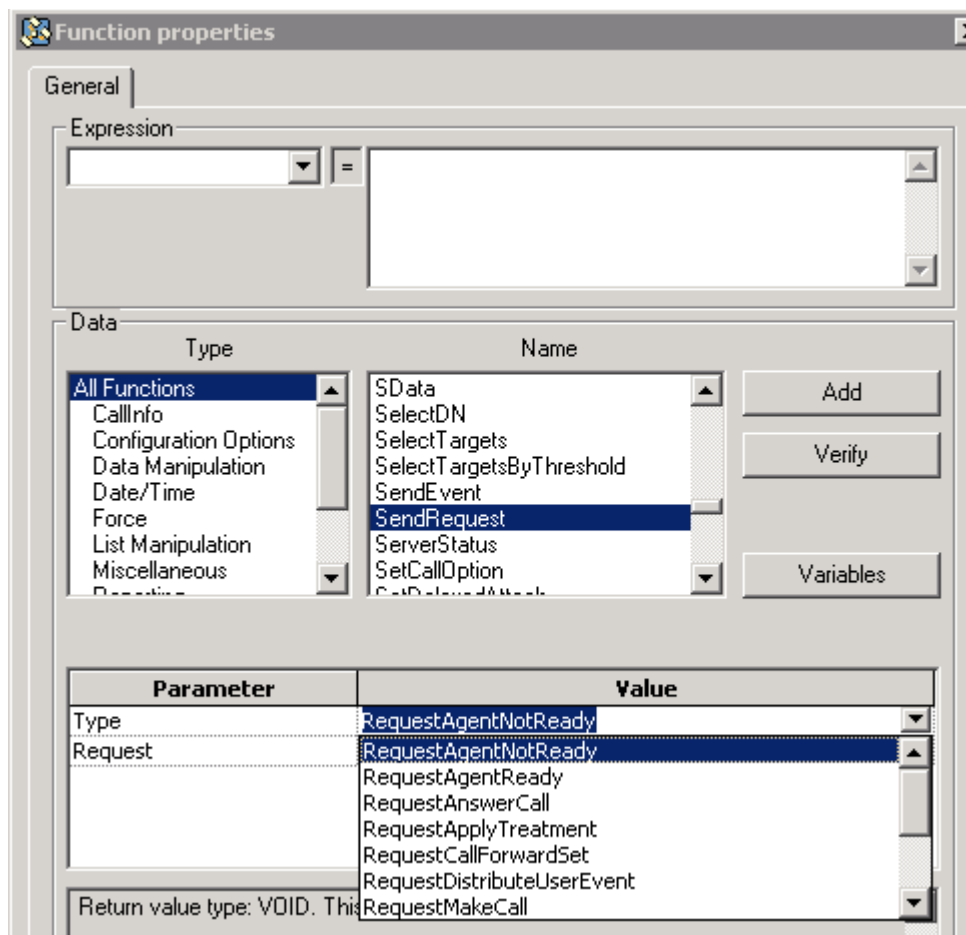 Function properties
General
Expression
=
Data
Type
Name
All Functions
CallInfo
Configuration Options
Data Manipulation
Date/Time
Force
List Manipulation
Miscellaneous
Reporting
SData
SelectDN
SelectTargets
SelectTargetsByThreshold
SendEvent
SendRequest
ServerStatus
SetCallOption
Add
Verify
Variables
Parameter
Value
Type
RequestAgentNotReady
Request
RequestAgentNotReady
RequestAgentReady
RequestAnswerCall
RequestApplyTreatment
RequestCallForwardSet
RequestDistributeUserEvent
RequestMakeCall
Return value type: VOID. This